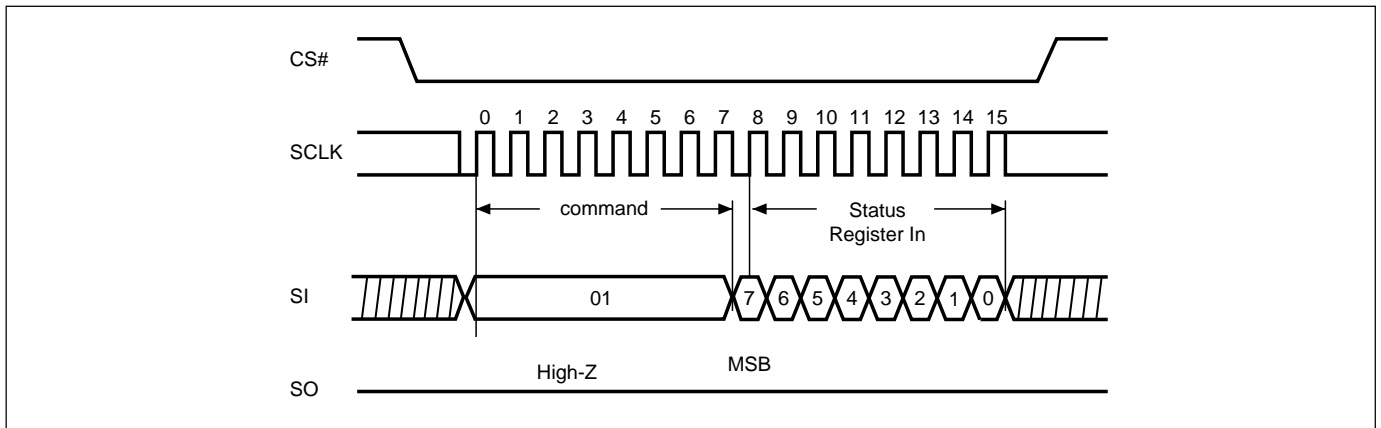 CS#
0 1 2 3 4 5 6 7 8 9 10 11 12 13 14 15
SCLK
command
Status
Register In
SI
01
7 6 5 4 3 2 1 0
MSB
High-Z
SO